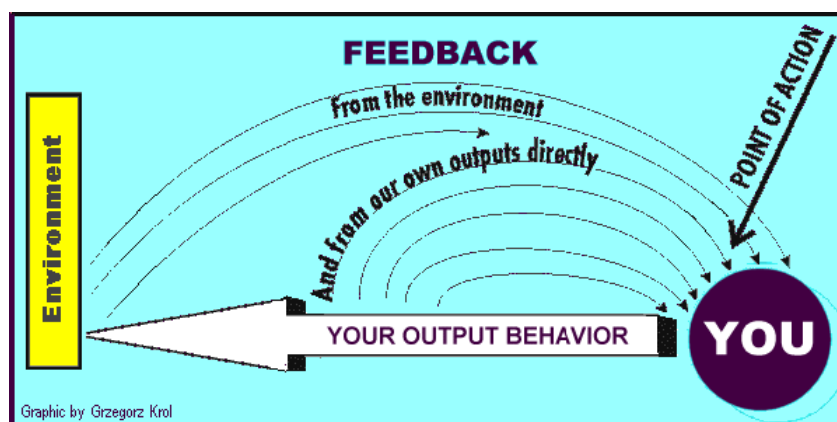 FEEDBACK
From the environment
And from our own outputs directly
POINT OF ACTION
Environment
YOUR OUTPUT BEHAVIOR
YOU
Graphic by Grzegorz Krol